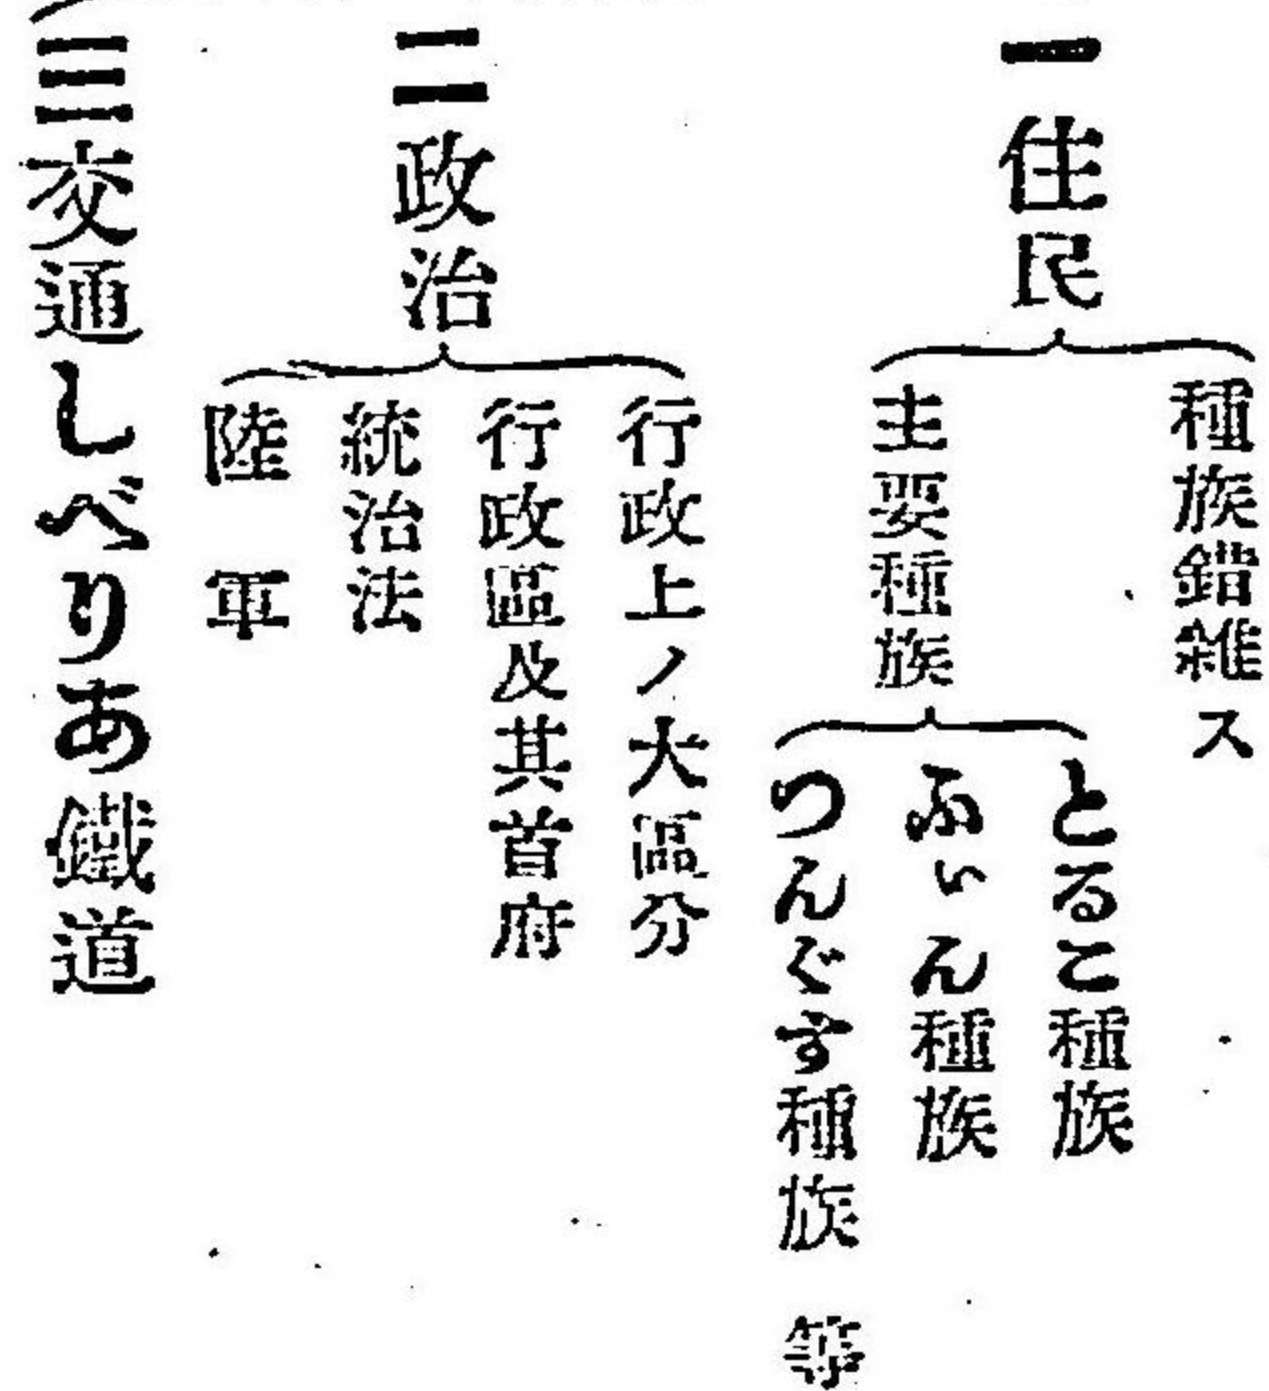 一住民
種族錯雜ス
主要種族
とるこ種族
ふぃん種族
つんぐす種族 等
二政治
行政上ノ大區分
行政區及其首府
統治法
陸軍
三交通しべりあ鐵道